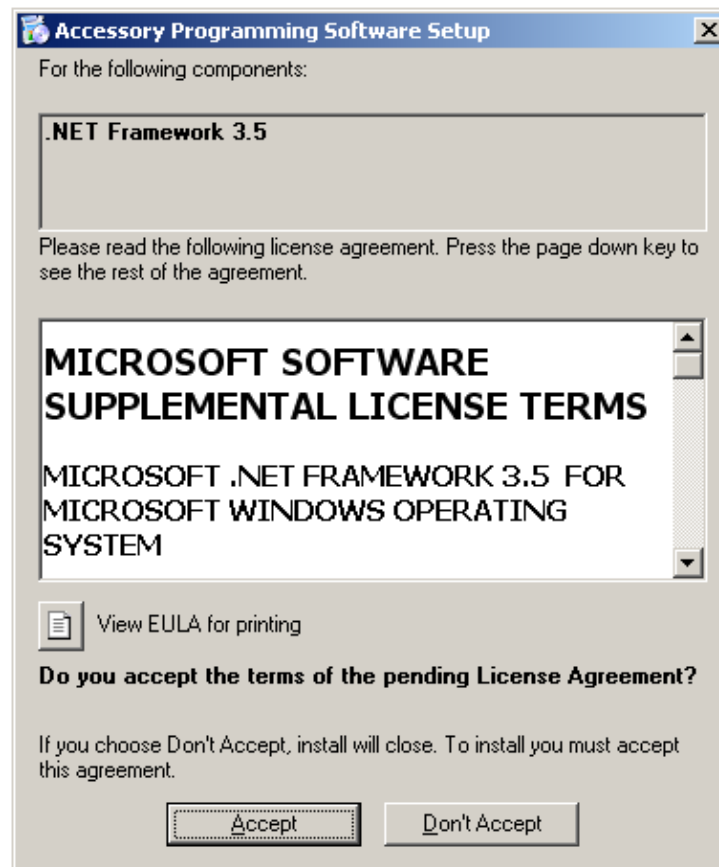 Accessory Programming Software Setup
For the following components:
.NET Framework 3.5
Please read the following license agreement. Press the page down key to
see the rest of the agreement.
MICROSOFT SOFTWARE
SUPPLEMENTAL LICENSE TERMS
MICROSOFT .NET FRAMEWORK 3.5 FOR
MICROSOFT WINDOWS OPERATING
SYSTEM
View EULA for printing
Do you accept the terms of the pending License Agreement?
If you choose Don't Accept, install will close. To install you must accept
this agreement.
Accept Don't Accept